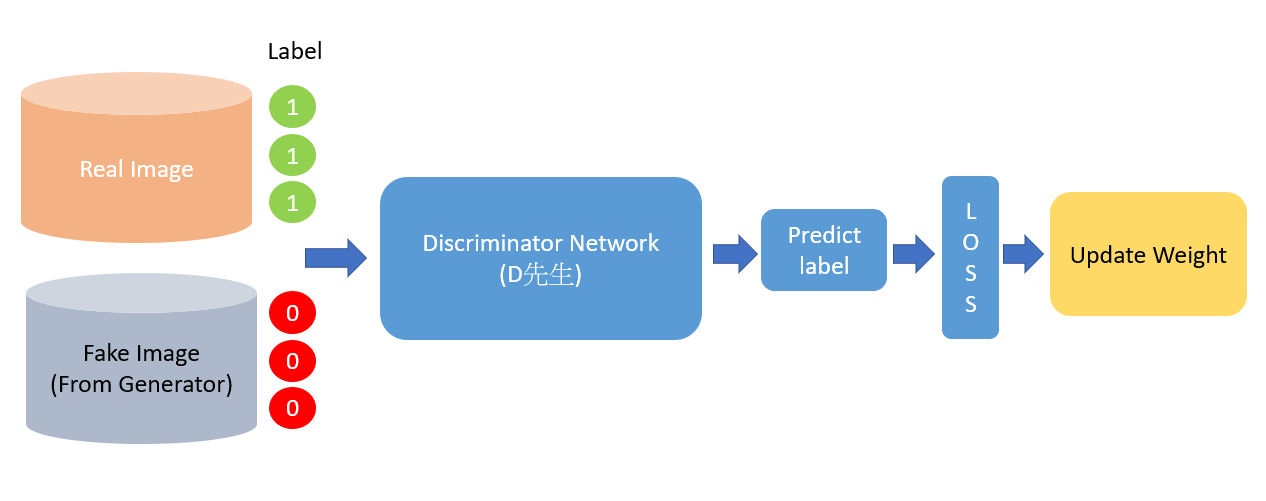 Label
Real Image
1
1
1
Fake Image
(From Generator)
0
0
0
Discriminator Network
(D先生)
Predict
label
L
O
S
S
Update Weight